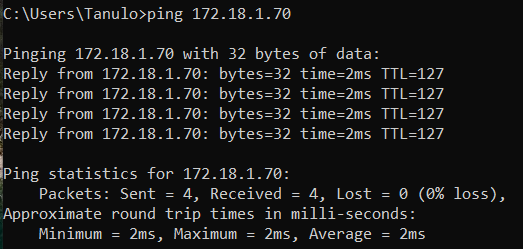 C:\Users\Tanulo>ping 172.18.1.70
Pinging 172.18.1.70 with 32 bytes of data:
Reply from 172.18.1.70: bytes=32 time=2ms TTL=127
Reply from 172.18.1.70: bytes=32 time=2ms TTL=127
Reply from 172.18.1.70: bytes=32 time=2ms TTL=127
Reply from 172.18.1.70: bytes=32 time=2ms TTL=127
Ping statistics for 172.18.1.70:
    Packets: Sent = 4, Received = 4, Lost = 0 (0% loss),
Approximate round trip times in milli-seconds:
    Minimum = 2ms, Maximum = 2ms, Average = 2ms